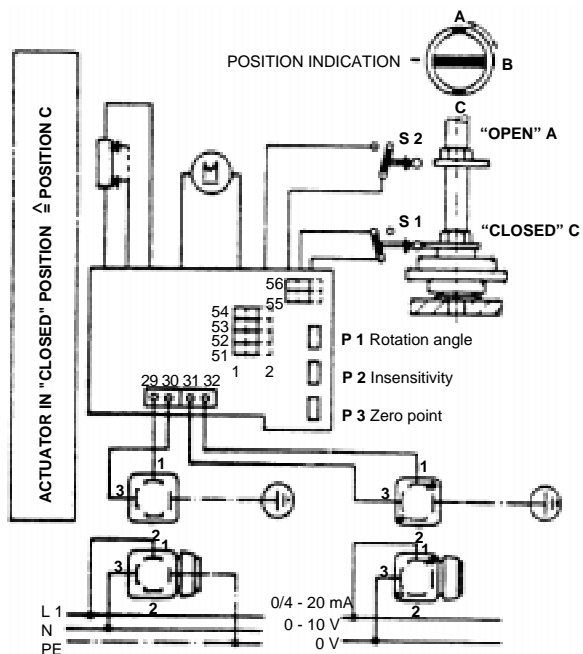 A
POSITION INDICATION
B
C
S 2
"OPEN" A
S 1
"CLOSED" C
ACTUATOR IN "CLOSED" POSITION ≙ POSITION C
M
56
55
54
53
52
51
1 2
P 1 Rotation angle
P 2 Insensitivity
P 3 Zero point
29 30 31 32
1
3
2
1
3
2
1
3
2
1
3
2
L 1
N
PE
0/4 - 20 mA
0 - 10 V
0 V